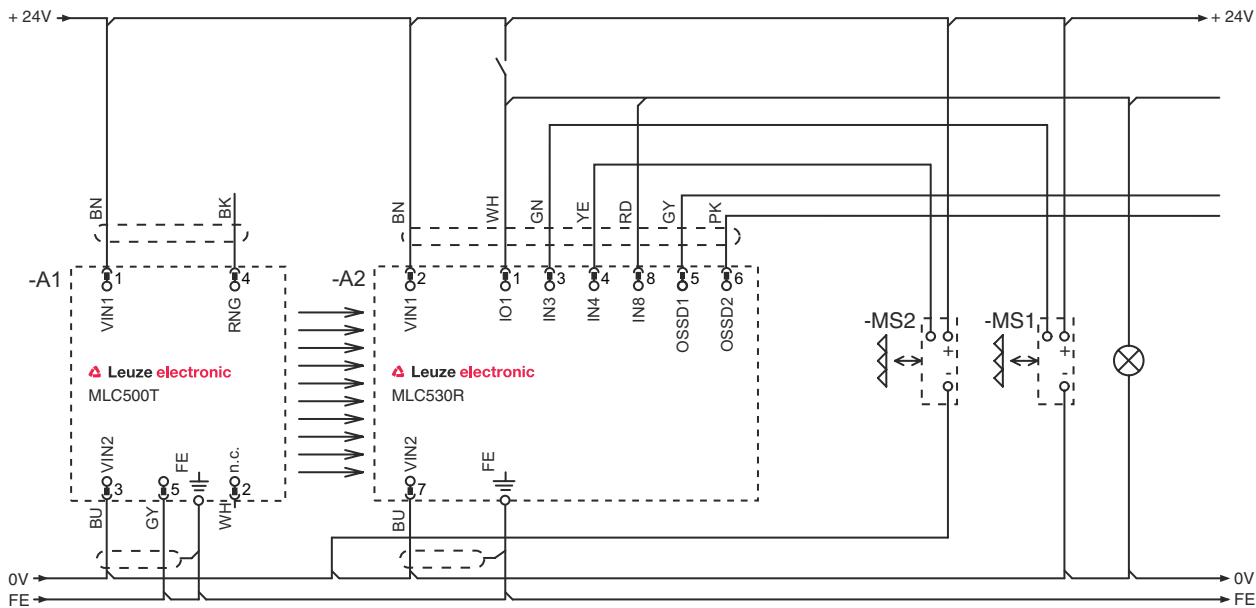 + 24V
+ 24V
BN
BK
BN
WH
GN
YE
RD
GY
PK
-A1
1
4
-A2
2
1
3
4
8
5
6
VIN1
RNG
VIN1
IO1
IN3
IN4
IN8
OSSD1
OSSD2
-MS2
-MS1
+
-
+
-
Leuze electronic
MLC500T
Leuze electronic
MLC530R
VIN2
FE
n.c.
VIN2
FE
3
5
2
7
BU
GY
WH
BU
0V
0V
FE
FE